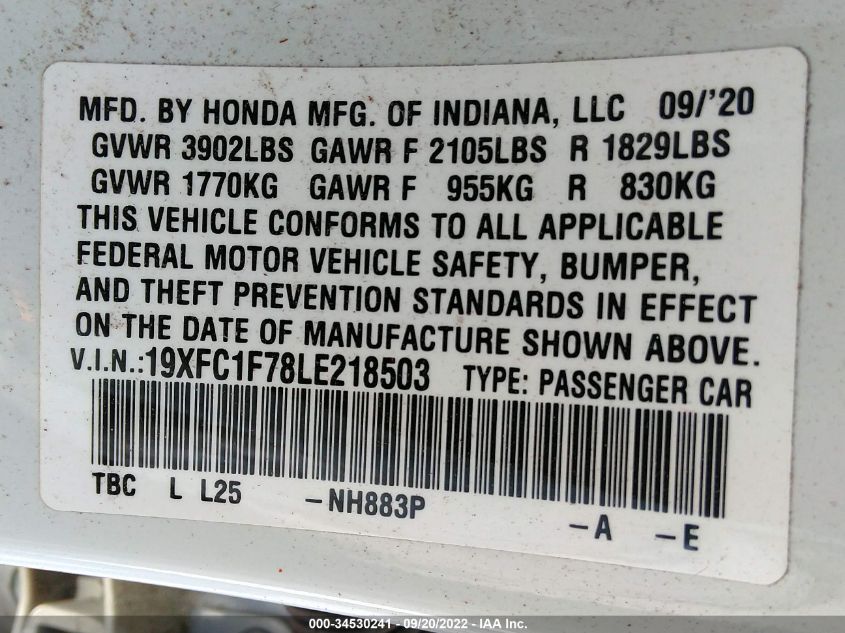 MFD. BY HONDA MFG. OF INDIANA, LLC 09/'20
GVWR 3902LBS GAWR F 2105LBS R 1829LBS
GVWR 1770KG GAWR F 955KG R 830KG
THIS VEHICLE CONFORMS TO ALL APPLICABLE
FEDERAL MOTOR VEHICLE SAFETY, BUMPER,
AND THEFT PREVENTION STANDARDS IN EFFECT
ON THE DATE OF MANUFACTURE SHOWN ABOVE.
V.I.N.:19XFC1F78LE218503 TYPE: PASSENGER CAR
TBC L L25 -NH883P -A -E
000-34530241 - 09/20/2022 - IAA, Inc.